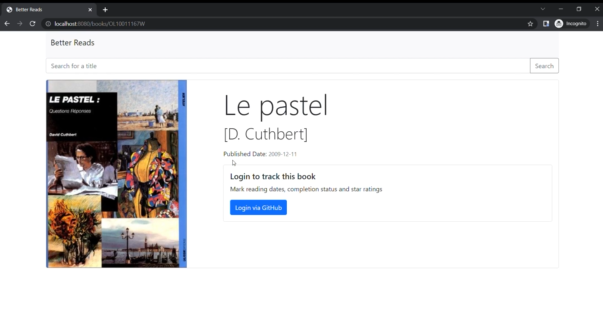 Better Reads
Incognito
localhost:8080/books/OL10011167W
Better Reads
Search for a title
Search
LE PASTEL :
Questions Réponses
David Cuthbert
Le pastel
[D. Cuthbert]
Published Date: 2009-12-11
Login to track this book
Mark reading dates, completion status and star ratings
Login via GitHub